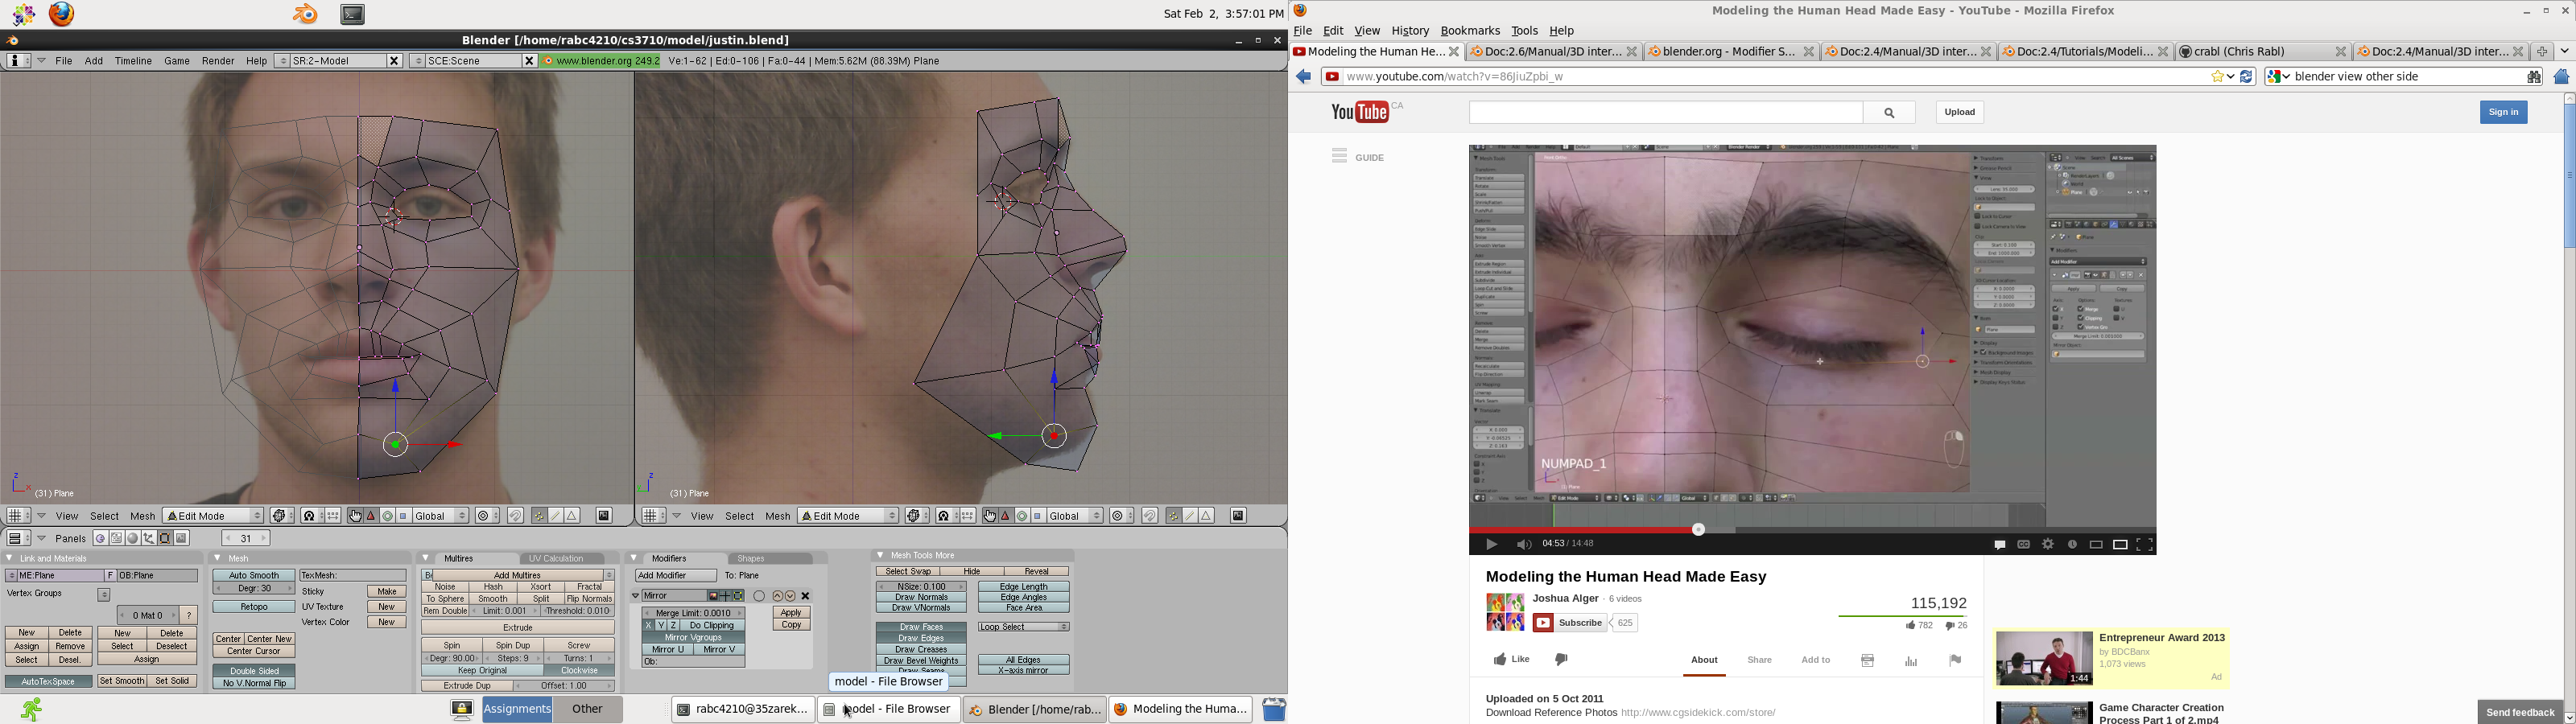 Sat Feb 2, 3:57:01 PM
Blender [/home/rabc4210/cs3710/model/justin.blend]
File Add Timeline Game Render Help SR:2-Model SCE:Scene www.blender.org 249.2 Ve:1-62 | Ed:0-106 | Fa:0-44 | Mem:5.62M (88.39M) Plane
(31) Plane
(31) Plane
View Select Mesh Edit Mode Global
View Select Mesh Edit Mode Global
Panels 31
Link and Materials
ME:Plane F OB:Plane
Vertex Groups
0 Mat 0 ?
New Delete New Delete
Assign Remove Select Deselect
Select Desel. Assign
AutoTexSpace Set Smooth Set Solid
Mesh
Auto Smooth TexMesh:
Degr: 30 Sticky Make
Retopo UV Texture New
Vertex Color New
Center Center New
Center Cursor
Double Sided
No V.Normal Flip
Multires UV Calculation
Be Add Multires
Noise Hash Xsort Fractal
To Sphere Smooth Split Flip Normals
Rem Double Limit: 0.001 Threshold: 0.010
Extrude
Spin Spin Dup Screw
Degr: 90.00 Steps: 9 Turns: 1
Keep Original Clockwise
Extrude Dup Offset: 1.00
Modifiers Shapes
Add Modifier To: Plane
Mirror
Merge Limit: 0.0010 Apply
X Y Z Do Clipping Copy
Mirror Vgroups
Mirror U Mirror V
Ob:
Mesh Tools More
Select Swap Hide Reveal
NSize: 0.100 Edge Length
Draw Normals Edge Angles
Draw VNormals Face Area
Draw Faces Loop Select
Draw Edges
Draw Creases
Draw Bevel Weights All Edges
Draw Seams X-axis mirror
model - File Browser
Assignments Other rabc4210@35zarek... model - File Browser Blender [/home/rab... Modeling the Huma...
Modeling the Human Head Made Easy - YouTube - Mozilla Firefox
File Edit View History Bookmarks Tools Help
Modeling the Human He... Doc:2.6/Manual/3D inter... blender.org - Modifier S... Doc:2.4/Manual/3D inter... Doc:2.4/Tutorials/Modeli... crabl (Chris Rabl) Doc:2.4/Manual/3D inter...
www.youtube.com/watch?v=86JiuZpbi_w blender view other side
YouTube CA Upload Sign in
GUIDE
NUMPAD_1
04:53 / 14:48
Modeling the Human Head Made Easy
Joshua Alger · 6 videos
Subscribe 625
115,192
782 26
Like About Share Add to
Uploaded on 5 Oct 2011
Download Reference Photos http://www.cgsidekick.com/store/
Entrepreneur Award 2013
by BDCBanx
1,073 views
1:44 Ad
Game Character Creation
Process Part 1 of 2.mp4
Send feedback